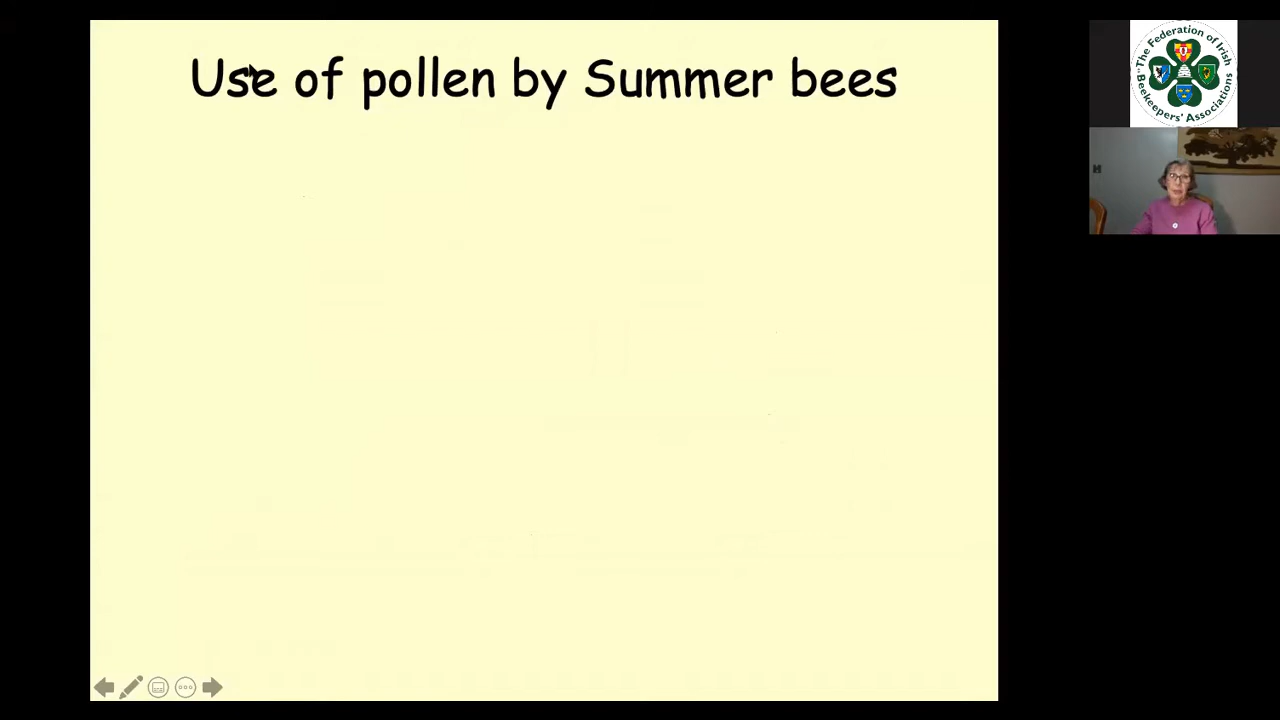 Use of pollen by Summer bees
"The Federation of Irish
Beekeepers' Associations"